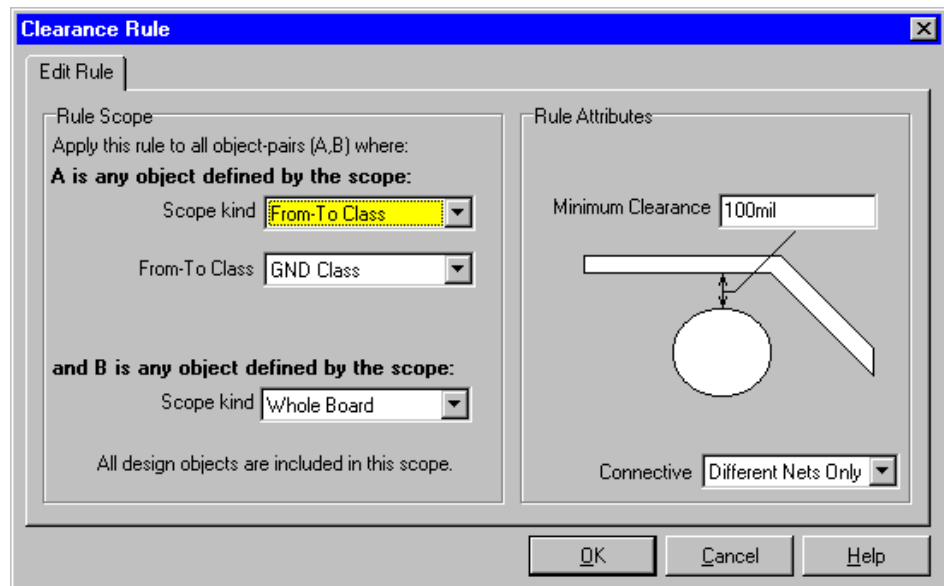 Clearance Rule
Edit Rule
Rule Scope
Apply this rule to all object-pairs (A,B) where:
A is any object defined by the scope:
Scope kind From-To Class
From-To Class GND Class
and B is any object defined by the scope:
Scope kind Whole Board
All design objects are included in this scope.
Rule Attributes
Minimum Clearance 100mil
Connective Different Nets Only
OK Cancel Help